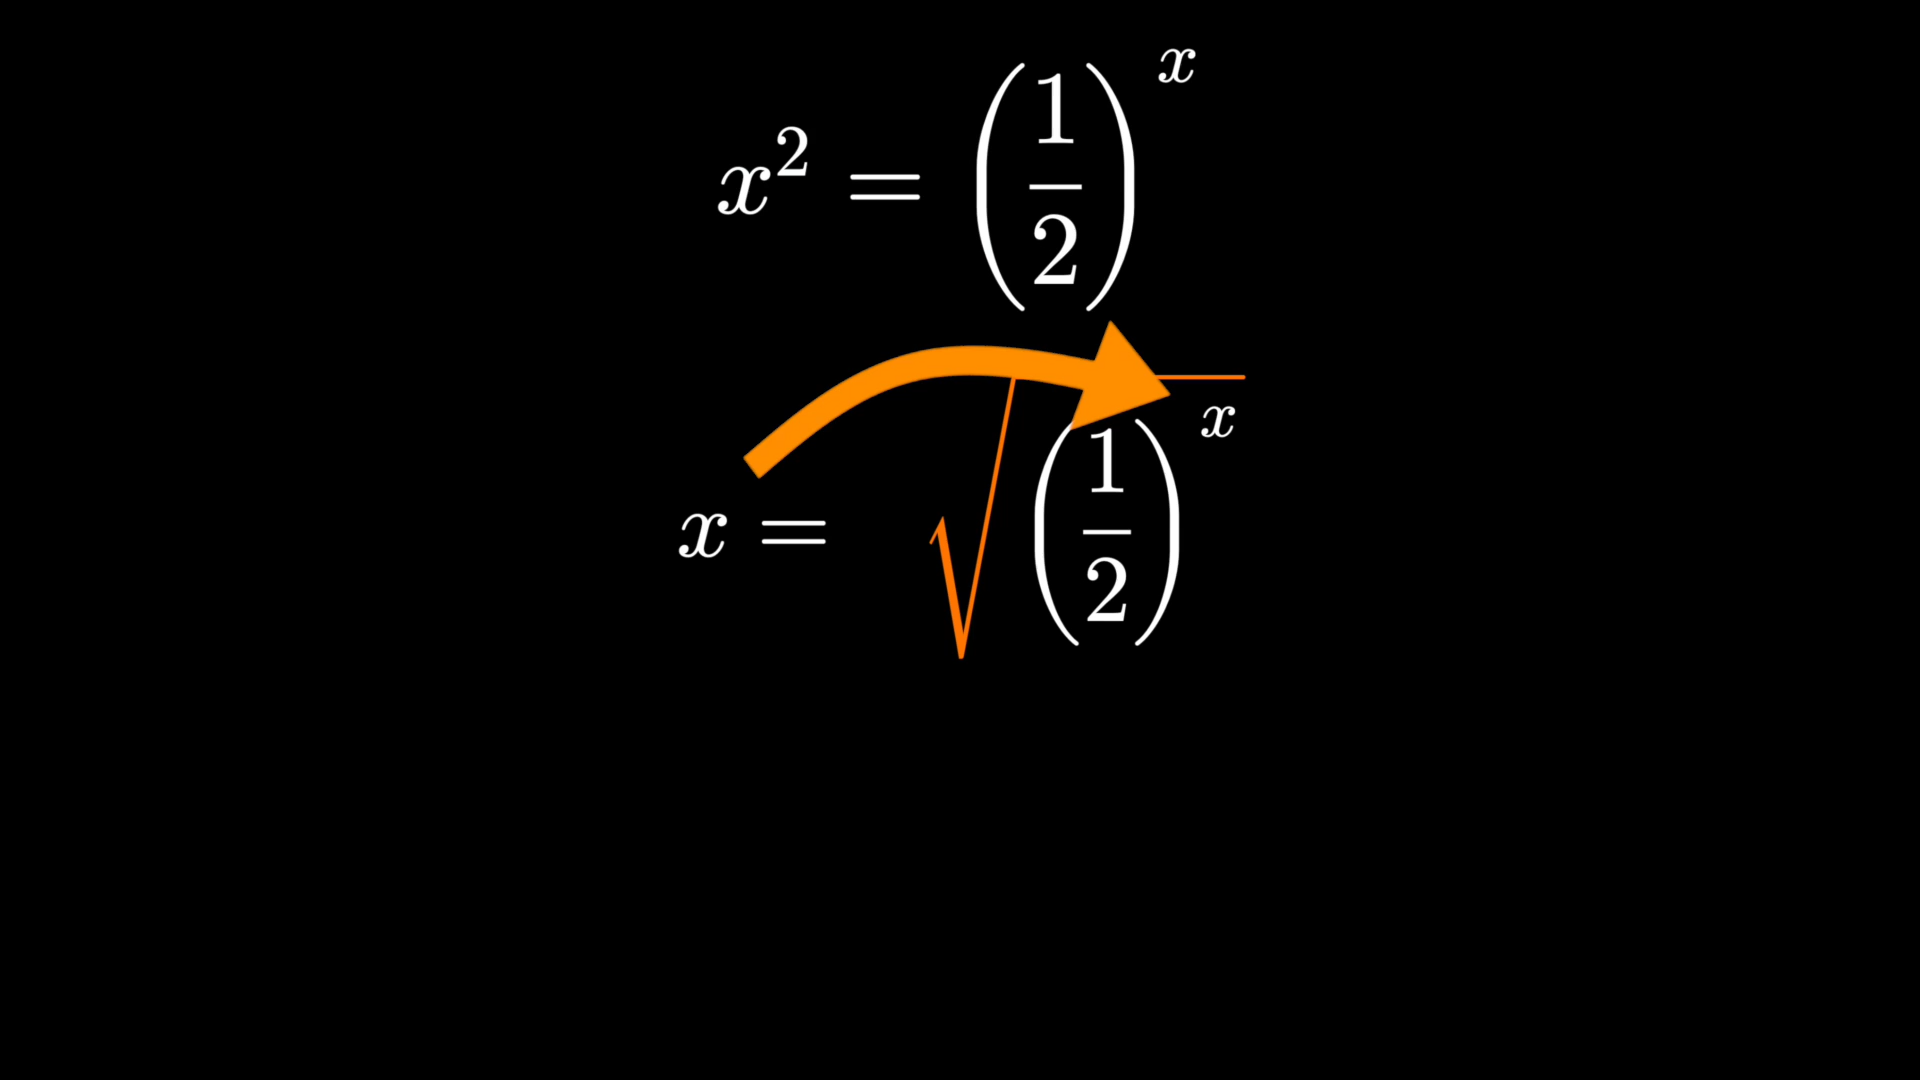 x² = (1/2)ˣ
x = √(1/2)ˣ